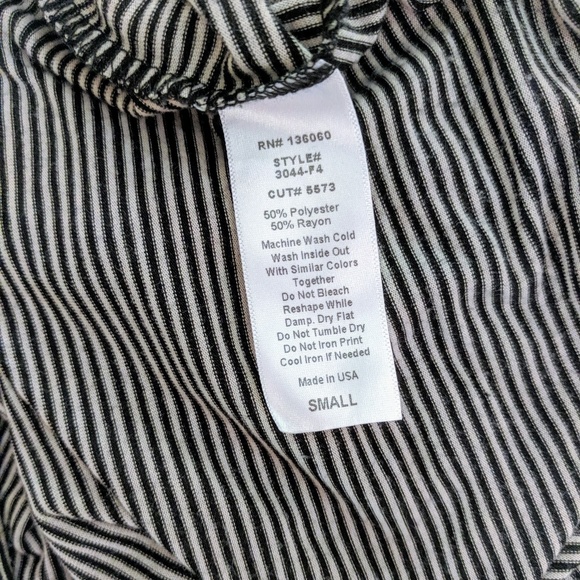 RN# 136060
STYLE#
3044-F4
CUT# 5573
50% Polyester
50% Rayon
Machine Wash Cold
Wash Inside Out
With Similar Colors
Together
Do Not Bleach
Reshape While
Damp. Dry Flat
Do Not Tumble Dry
Do Not Iron Print
Cool Iron if Needed
Made in USA
SMALL